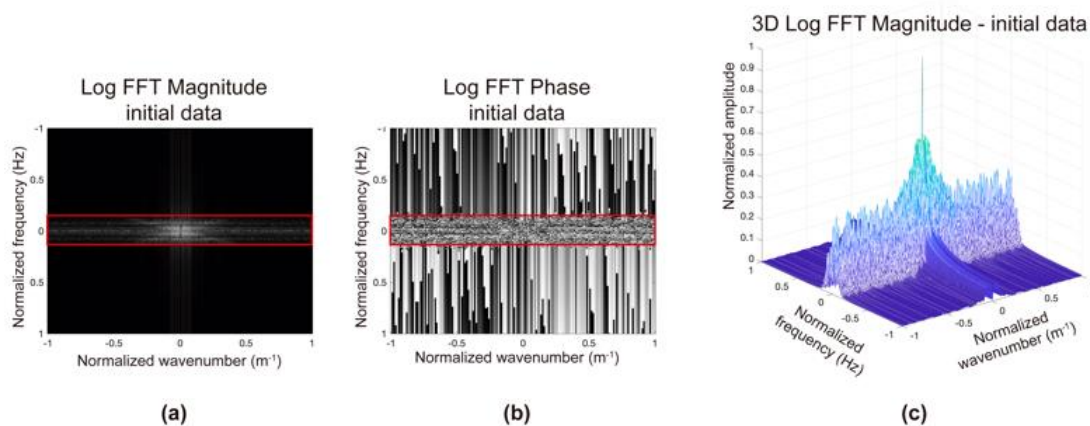 Log FFT Magnitude
initial data
-1
0.5
0
0.5
1
Normalized frequency (Hz)
-1
-0.5
0
0.5
1
Normalized wavenumber (m⁻¹)
(a)
Log FFT Phase
initial data
-1
0.5
0
0.5
1
Normalized frequency (Hz)
-1
-0.5
0
0.5
1
Normalized wavenumber (m⁻¹)
(b)
3D Log FFT Magnitude - initial data
1
0.9
0.8
0.7
0.6
0.5
0.4
0.3
0.2
0.1
0
Normalized amplitude
1
0.5
0
-0.5
-1
Normalized
frequency (Hz)
-1
-0.5
0
0.5
1
Normalized
wavenumber (m⁻¹)
(c)